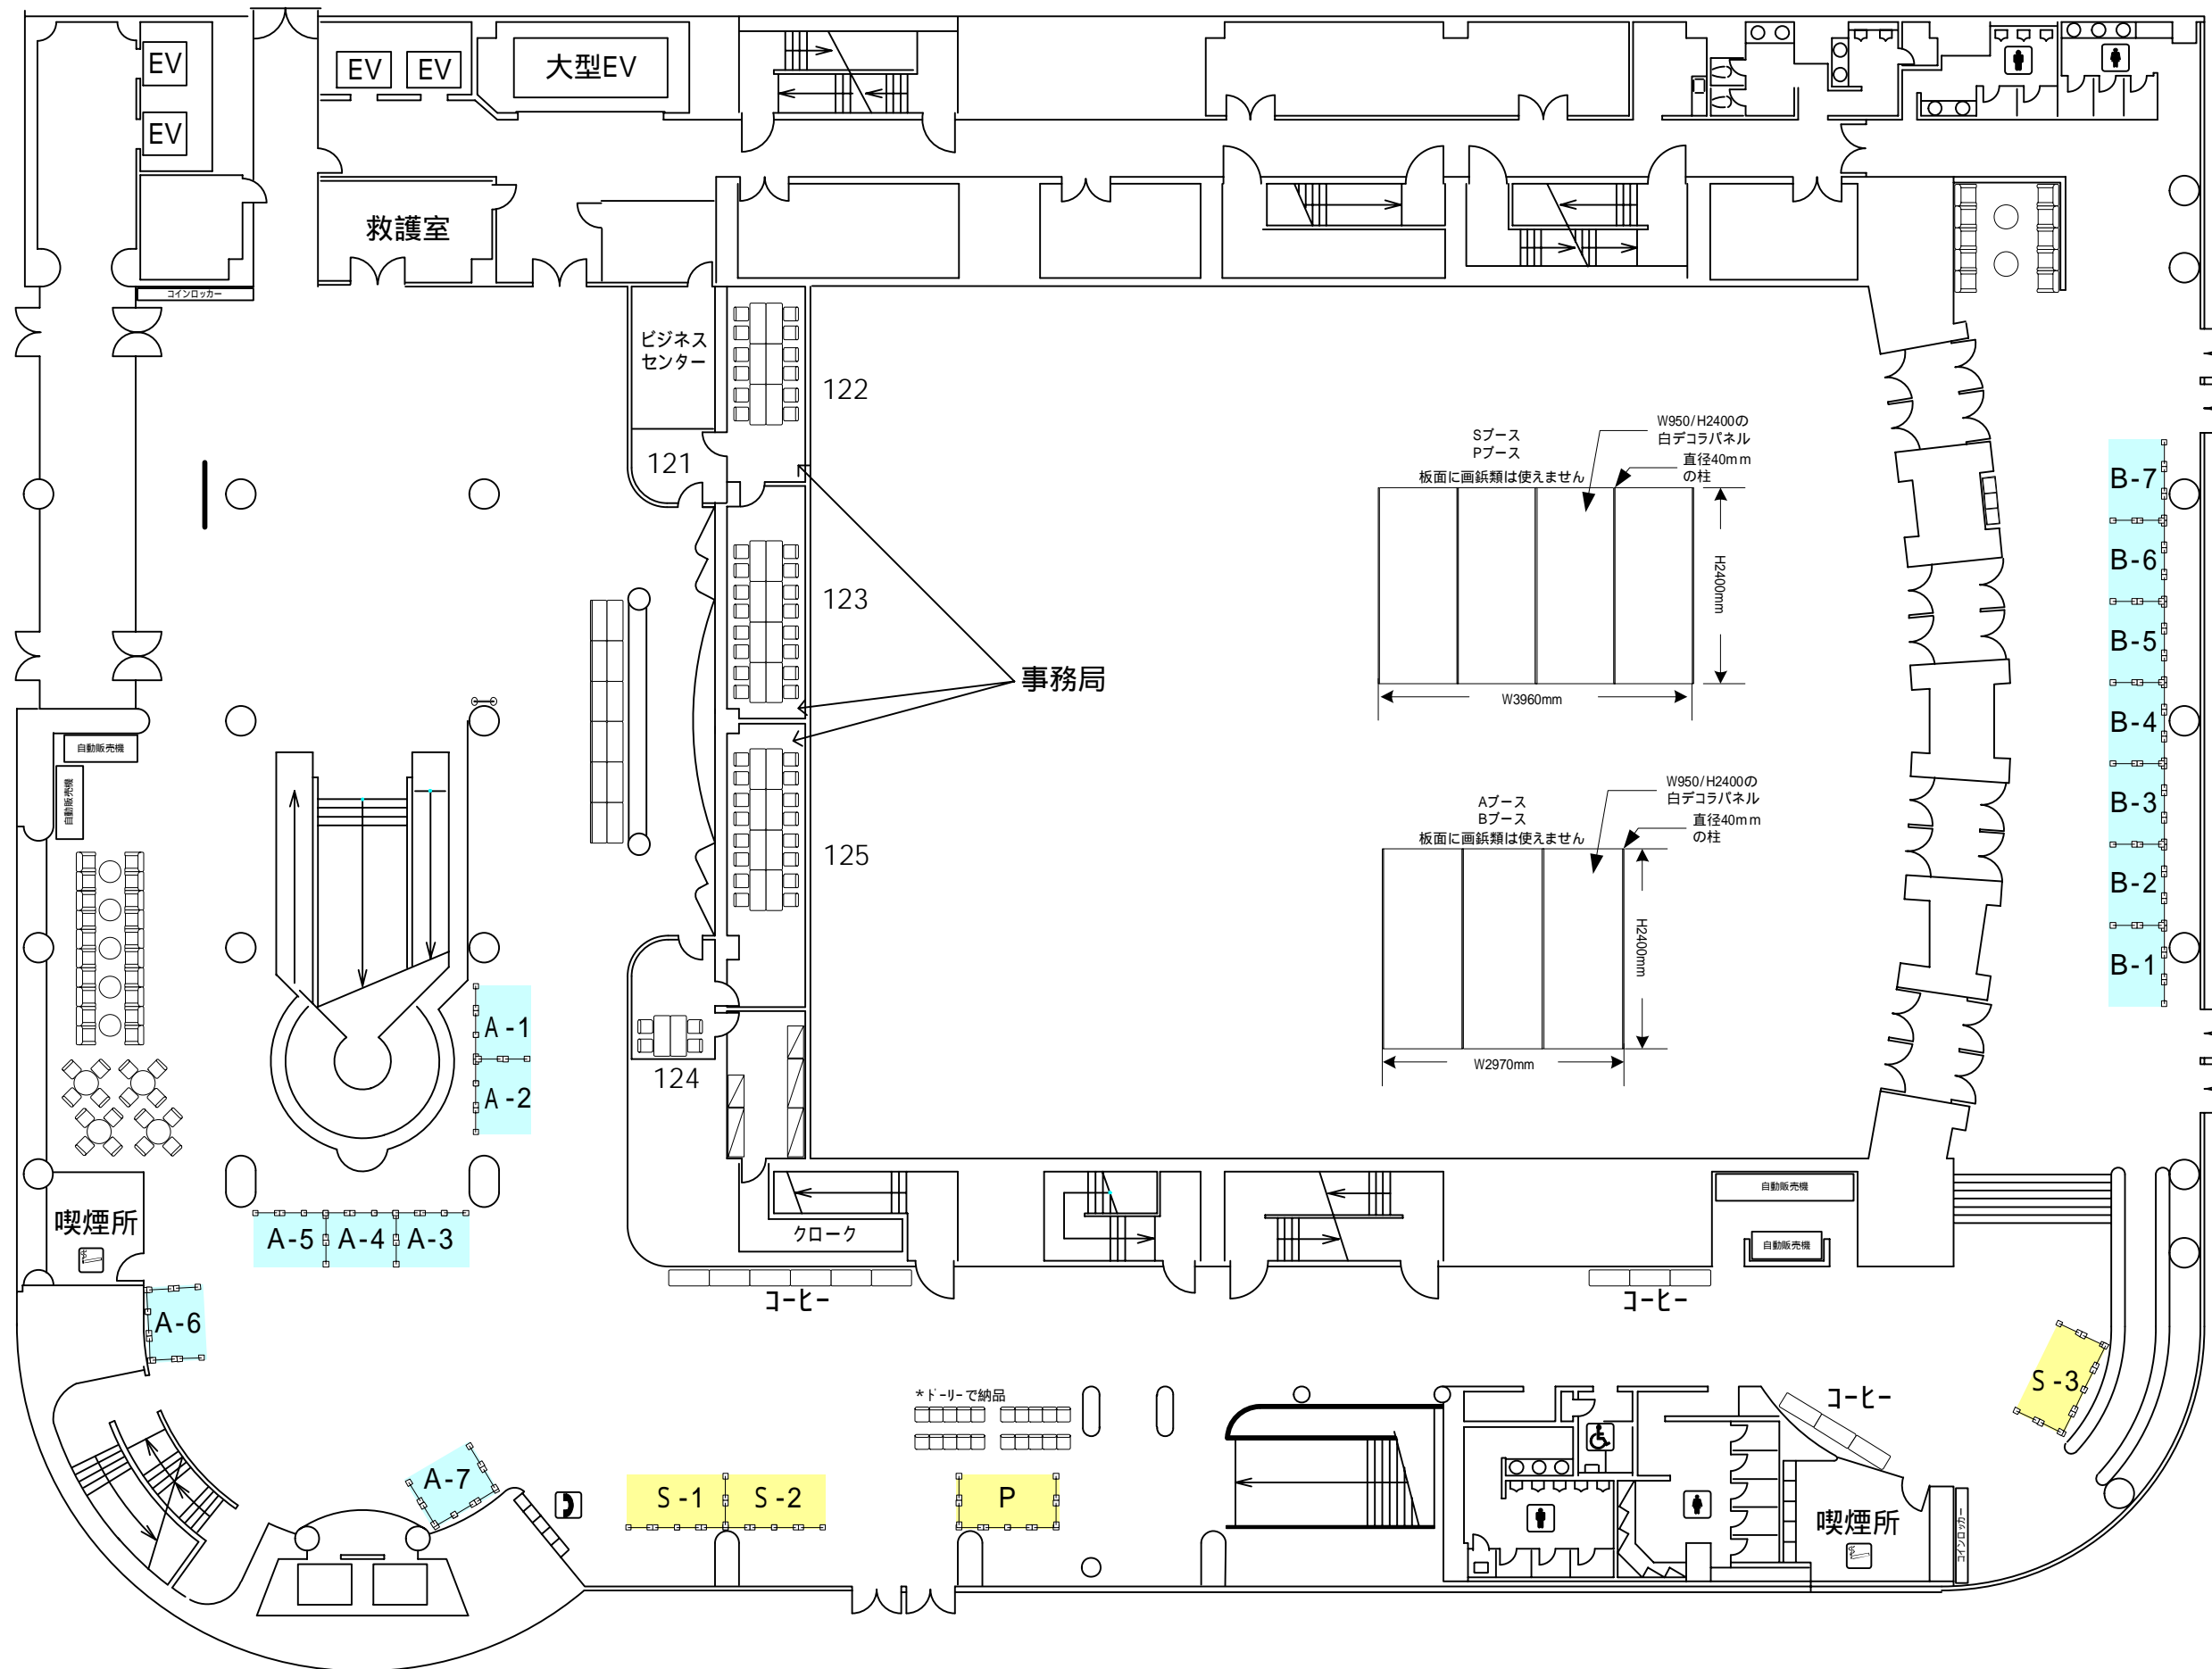 EV
EV
EV
EV
大型EV
救護室
コインロッカー
ビジネス
センター
121
122
123
125
124
事務局
Sブース
Pブース
板面に画鋲類は使えません
W950/H2400の
白デコラパネル
直径40mm
の柱
H2400mm
W3960mm
Aブース
Bブース
板面に画鋲類は使えません
W950/H2400の
白デコラパネル
直径40mm
の柱
H2400mm
W2970mm
B-7
B-6
B-5
B-4
B-3
B-2
B-1
自動販売機
自動販売機
A-1
A-2
A-5
A-4
A-3
喫煙所
A-6
A-7
クローク
コーヒー
自動販売機
自動販売機
コーヒー
*ドーリーで納品
S-1
S-2
P
S-3
コーヒー
喫煙所
コインロッカー